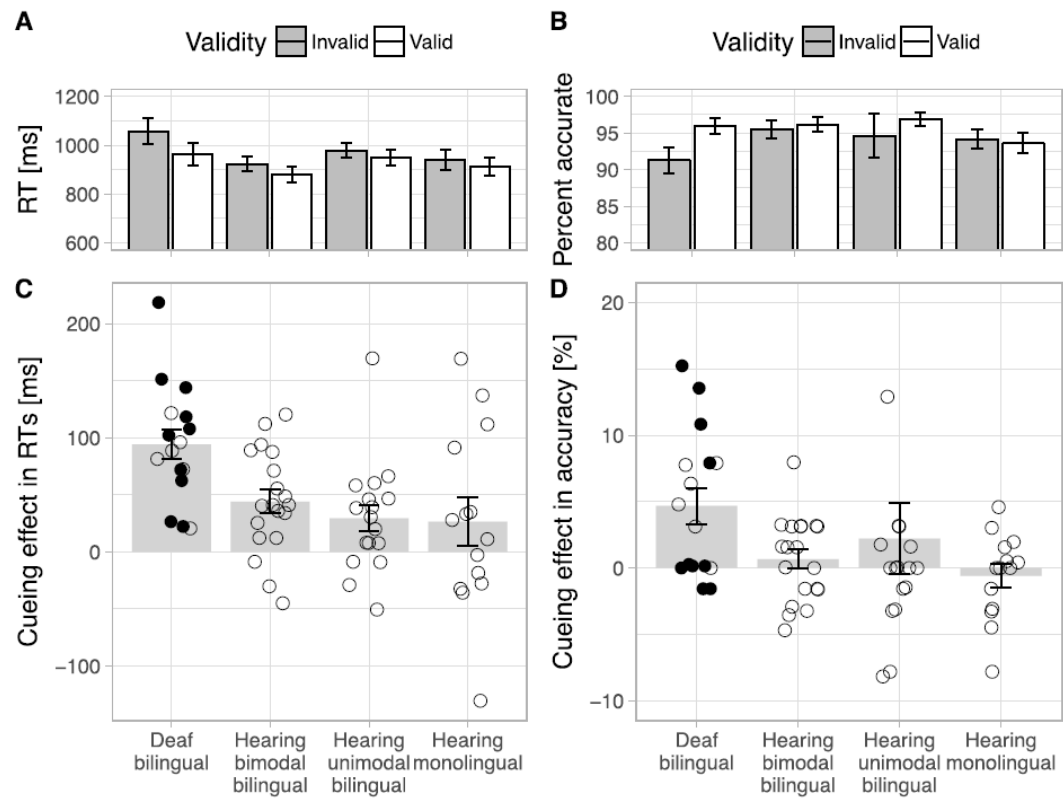 A
Validity Invalid Valid
RT [ms]
1200
1000
800
600
B
Validity Invalid Valid
Percent accurate
100
95
90
85
80
C
Cueing effect in RTs [ms]
200
100
0
−100
Deaf
bilingual
Hearing
bimodal
bilingual
Hearing
unimodal
bilingual
Hearing
monolingual
D
Cueing effect in accuracy [%]
20
10
0
−10
Deaf
bilingual
Hearing
bimodal
bilingual
Hearing
unimodal
bilingual
Hearing
monolingual